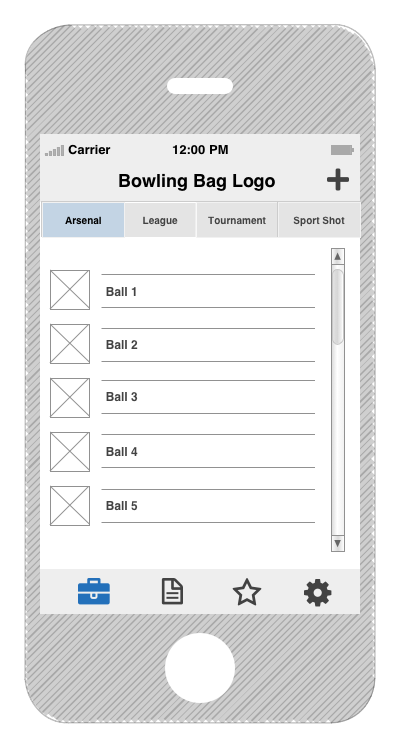 Carrier 12:00 PM
Bowling Bag Logo
Arsenal League Tournament Sport Shot
Ball 1
Ball 2
Ball 3
Ball 4
Ball 5